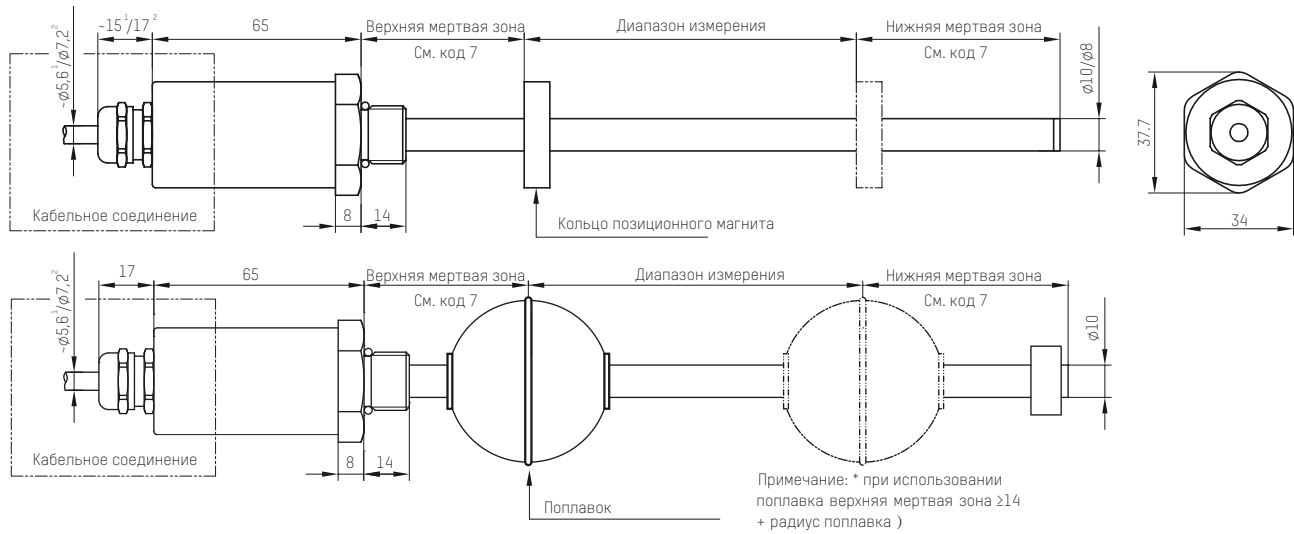 ~15¹/17²
65
Верхняя мертвая зона
Диапазон измерения
Нижняя мертвая зона
См. код 7
См. код 7
~ø5,6¹/ø7,2²
ø10/ø8
37.7
34
Кабельное соединение
8
14
Кольцо позиционного магнита
17
65
Верхняя мертвая зона
Диапазон измерения
Нижняя мертвая зона
См. код 7
См. код 7
~ø5,6¹/ø7,2²
ø10
Кабельное соединение
8
14
Поплавок
Примечание: * при использовании
поплавка верхняя мертвая зона ≥14
+ радиус поплавка )